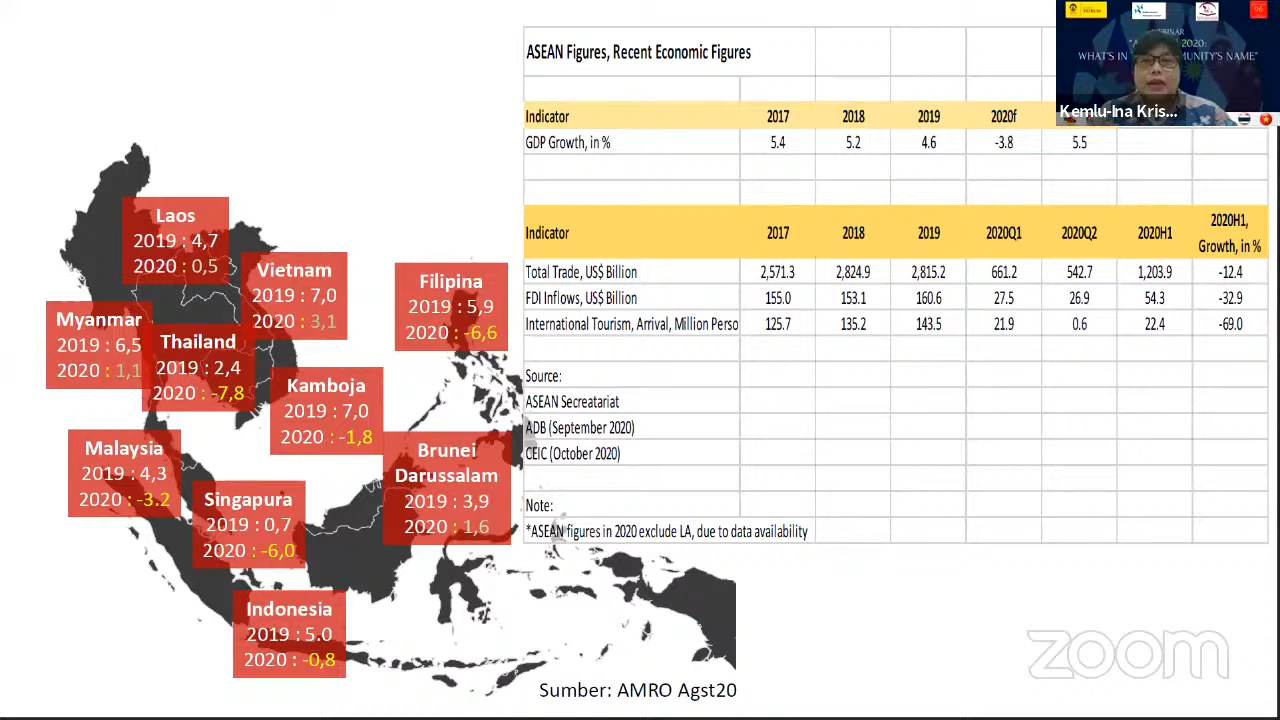 ASEAN Figures, Recent Economic Figures
Indicator 2017 2018 2019 2020f
GDP Growth, in % 5.4 5.2 4.6 -3.8 5.5
Indicator 2017 2018 2019 2020Q1 2020Q2 2020H1 2020H1, Growth, in %
Total Trade, US$ Billion 2,571.3 2,824.9 2,815.2 661.2 542.7 1,203.9 -12.4
FDI Inflows, US$ Billion 155.0 153.1 160.6 27.5 26.9 54.3 -32.9
International Tourism, Arrival, Million Perso 125.7 135.2 143.5 21.9 0.6 22.4 -69.0
Source:
ASEAN Secreatariat
ADB (September 2020)
CEIC (October 2020)
Note:
*ASEAN figures in 2020 exclude LA, due to data availability
Laos
2019 : 4,7
2020 : 0,5
Vietnam
2019 : 7,0
2020 : 3,1
Filipina
2019 : 5,9
2020 : -6,6
Myanmar
2019 : 6,5
2020 : 1,1
Thailand
2019 : 2,4
2020 : -7,8
Kamboja
2019 : 7,0
2020 : -1,8
Malaysia
2019 : 4,3
2020 : -3.2
Singapura
2019 : 0,7
2020 : -6,0
Brunei
Darussalam
2019 : 3,9
2020 : 1,6
Indonesia
2019 : 5.0
2020 : -0,8
Sumber: AMRO Agst20
2020:
WHAT'S IN MUNITY'S NAME"
Kemlu-Ina Kris...
zoom